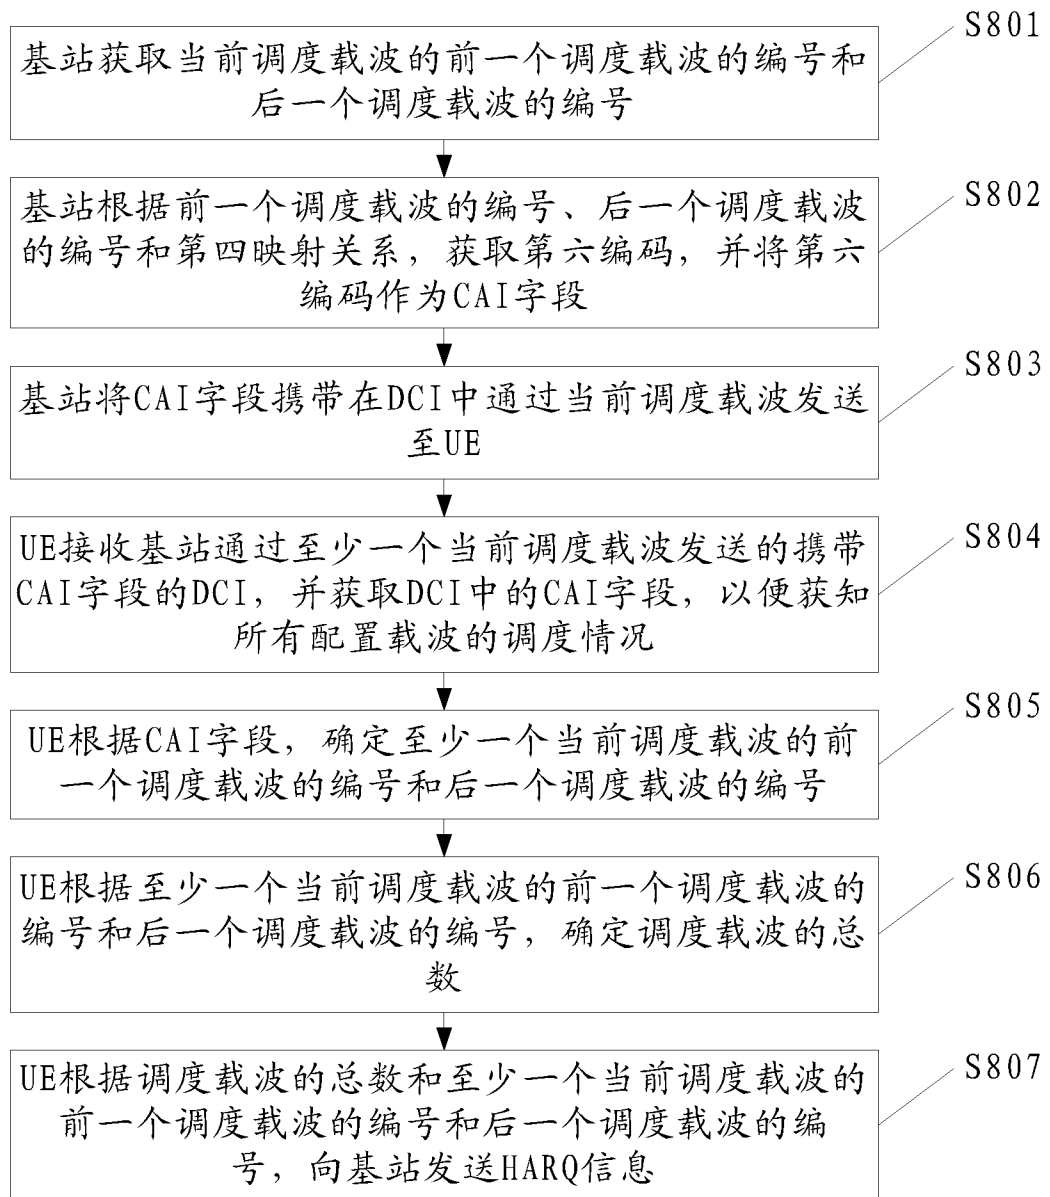 S801
基站获取当前调度载波的前一个调度载波的编号和
后一个调度载波的编号
S802
基站根据前一个调度载波的编号、后一个调度载波
的编号和第四映射关系，获取第六编码，并将第六
编码作为CAI字段
S803
基站将CAI字段携带在DCI中通过当前调度载波发送
至UE
S804
UE接收基站通过至少一个当前调度载波发送的携带
CAI字段的DCI，并获取DCI中的CAI字段，以便获知
所有配置载波的调度情况
S805
UE根据CAI字段，确定至少一个当前调度载波的前
一个调度载波的编号和后一个调度载波的编号
S806
UE根据至少一个当前调度载波的前一个调度载波的
编号和后一个调度载波的编号，确定调度载波的总
数
S807
UE根据调度载波的总数和至少一个当前调度载波的
前一个调度载波的编号和后一个调度载波的编
号，向基站发送HARQ信息